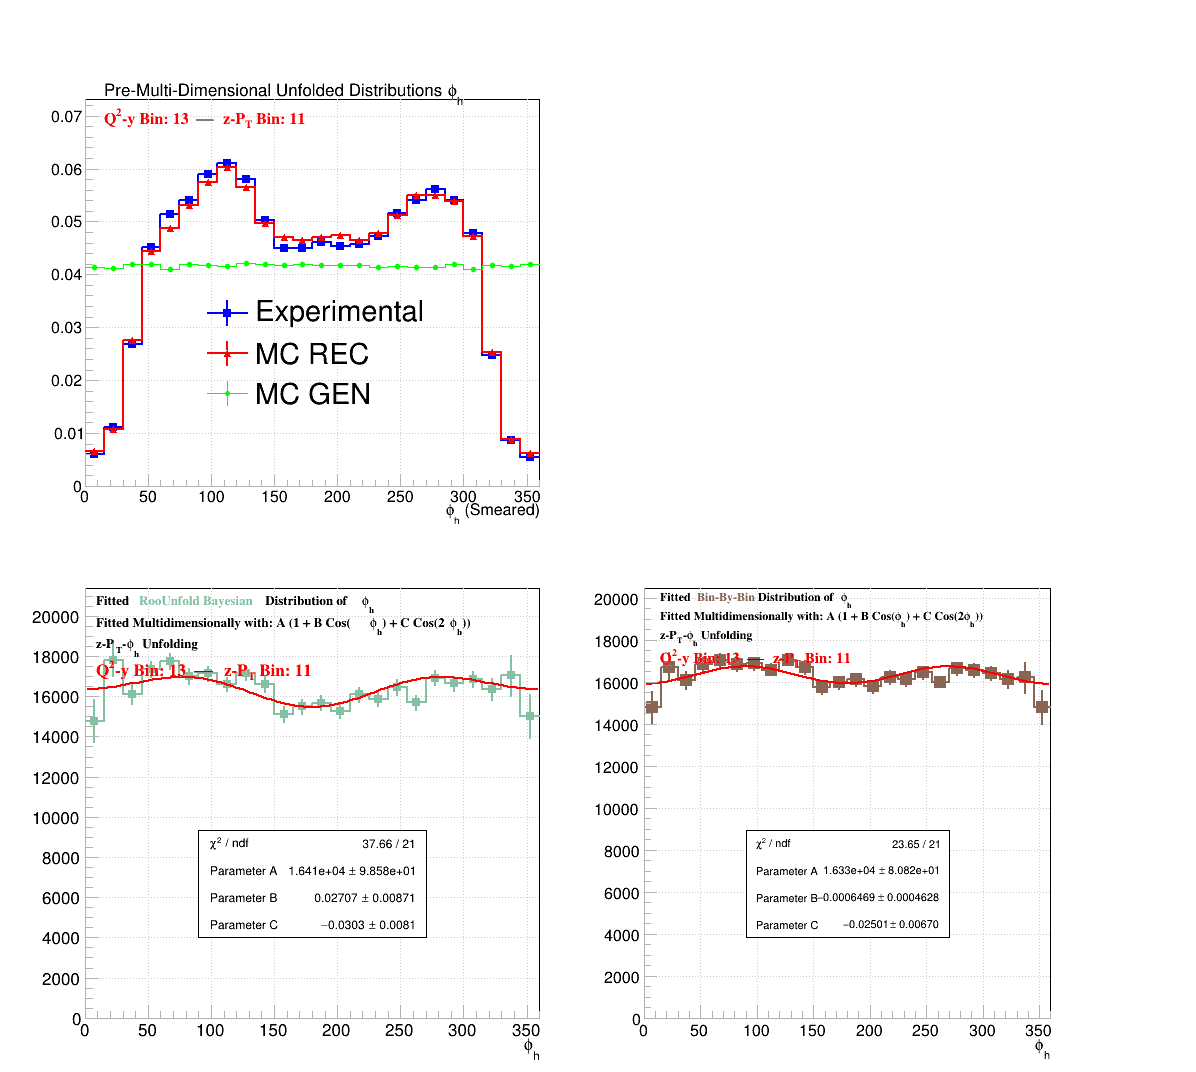 Pre-Multi-Dimensional Unfolded Distributions ϕh
Q2-y Bin: 13 — z-PT Bin: 11
0.07
0.06
0.05
0.04
0.03
0.02
0.01
0
Experimental
MC REC
MC GEN
0 50 100 150 200 250 300 350
ϕh (Smeared)
Fitted RooUnfold Bayesian Distribution of ϕh
Fitted Multidimensionally with: A (1 + B Cos( ϕh) + C Cos(2 ϕh))
z-PT-ϕh Unfolding
Q2-y Bin: 13 — z-PT Bin: 11
20000
18000
16000
14000
12000
10000
8000
6000
4000
2000
0
χ2 / ndf 37.66 / 21
Parameter A 1.641e+04 ± 9.858e+01
Parameter B 0.02707 ± 0.00871
Parameter C −0.0303 ± 0.0081
0 50 100 150 200 250 300 350
ϕh
Fitted Bin-By-Bin Distribution of ϕh
Fitted Multidimensionally with: A (1 + B Cos(ϕh) + C Cos(2ϕh))
z-PT-ϕh Unfolding
Q2-y Bin: 13 — z-PT Bin: 11
20000
18000
16000
14000
12000
10000
8000
6000
4000
2000
0
χ2 / ndf 23.65 / 21
Parameter A 1.633e+04 ± 8.082e+01
Parameter B −0.0006469 ± 0.0004628
Parameter C −0.02501 ± 0.00670
0 50 100 150 200 250 300 350
ϕh